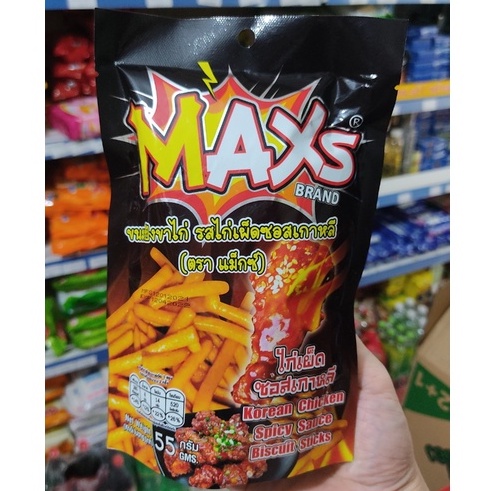 MAXS®
BRAND
ขนมขาไก่ รสไก่เผ็ดซอสเกาหลี
(ตรา แม็กซ์)
ไก่เผ็ด
ซอสเกาหลี
Korean Chicken
Spicy Sauce
Biscuit Sticks
55 กรัม
GMS.